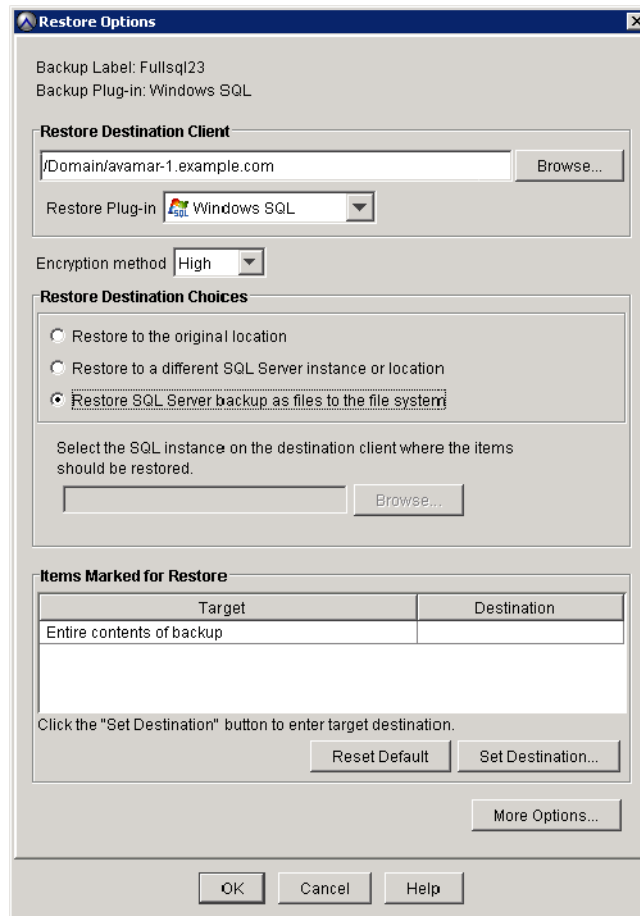 Restore Options
Backup Label: Fullsql23
Backup Plug-in: Windows SQL
Restore Destination Client
/Domain/avamar-1.example.com
Browse...
Restore Plug-in
SQL
Windows SQL
Encryption method
High
Restore Destination Choices
Restore to the original location
Restore to a different SQL Server instance or location
Restore SQL Server backup as files to the file system
Select the SQL instance on the destination client where the items
should be restored.
Browse...
Items Marked for Restore
Target
Destination
Entire contents of backup
Click the "Set Destination" button to enter target destination.
Reset Default
Set Destination...
More Options...
OK
Cancel
Help